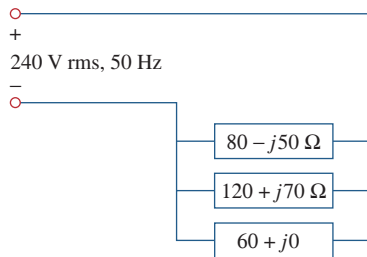 +
240 V rms, 50 Hz
–
80 – j50 Ω
120 + j70 Ω
60 + j0